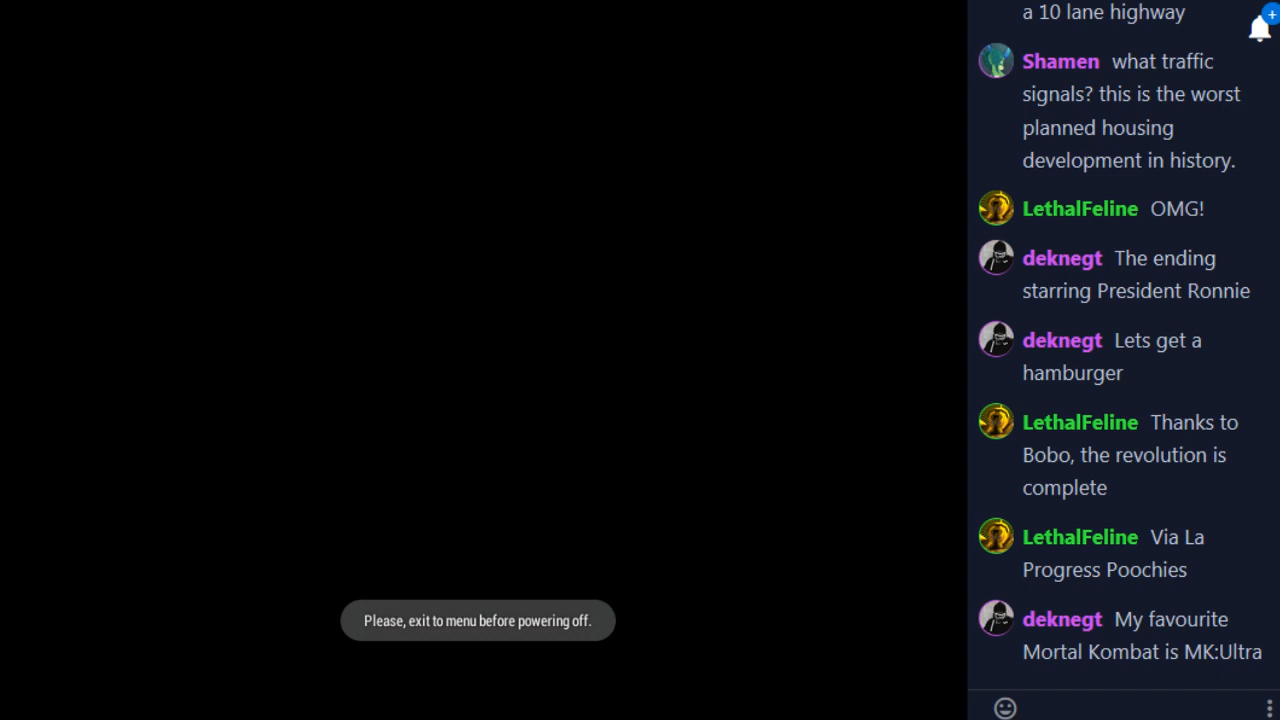 a 10 lane highway
Shamen what traffic
signals? this is the worst
planned housing
development in history.
LethalFeline OMG!
deknegt The ending
starring President Ronnie
deknegt Lets get a
hamburger
LethalFeline Thanks to
Bobo, the revolution is
complete
LethalFeline Via La
Progress Poochies
deknegt My favourite
Mortal Kombat is MK:Ultra
Please, exit to menu before powering off.